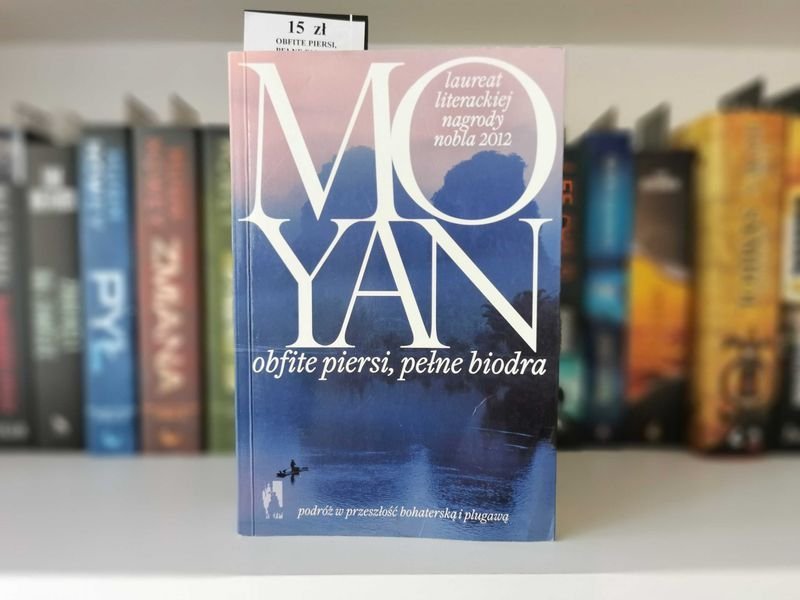 15 zł
OBFITE PIERSI,
MO
YAN
laureat
literackiej
nagrody
nobla 2012
obfite piersi, pełne biodra
podróż w przeszłość bohaterską i plugawą
PYŁ
ZMIANA